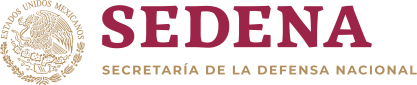 ESTADOS UNIDOS MEXICANOS
SEDENA
SECRETARÍA DE LA DEFENSA NACIONAL